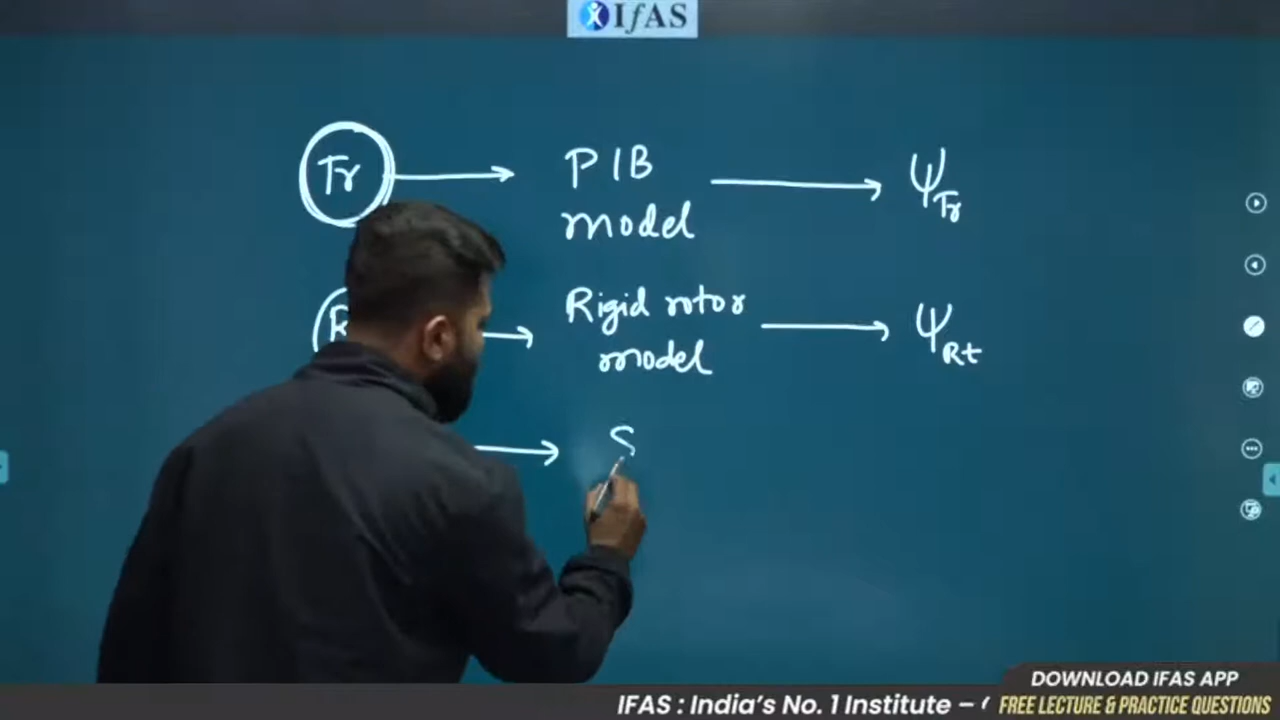 IfAS
Tr → PIB model → ψTr
R → Rigid rotor model → ψRt
→ S
DOWNLOAD IFAS APP
IFAS : India's No. 1 Institute –
FREE LECTURE & PRACTICE QUESTIONS